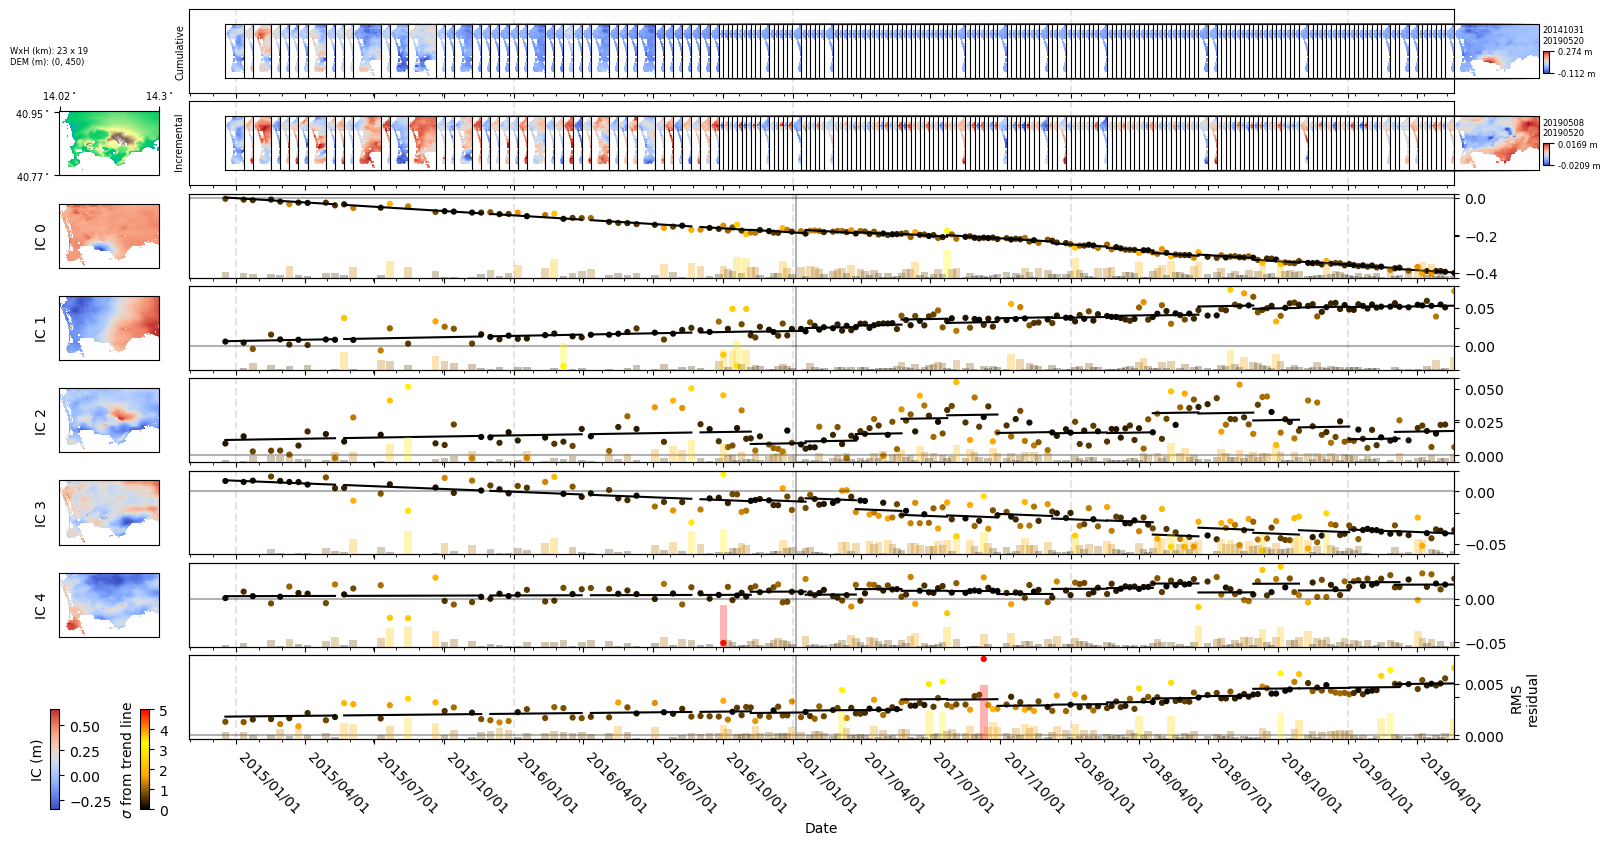 WxH (km): 23 x 19
DEM (m): (0, 450)
Cumulative
20141031
20190520
0.274 m
-0.112 m
14.02°
14.3°
40.95°
40.77°
Incremental
20190508
20190520
0.0169 m
-0.0209 m
IC 0
0.0
−0.2
−0.4
IC 1
0.05
0.00
IC 2
0.050
0.025
0.000
IC 3
0.00
−0.05
IC 4
0.00
−0.05
RMS
residual
0.005
0.000
IC (m)
0.50
0.25
0.00
−0.25
σ from trend line
5
4
3
2
1
0
2015/01/01
2015/04/01
2015/07/01
2015/10/01
2016/01/01
2016/04/01
2016/07/01
2016/10/01
2017/01/01
2017/04/01
2017/07/01
2017/10/01
2018/01/01
2018/04/01
2018/07/01
2018/10/01
2019/01/01
2019/04/01
Date